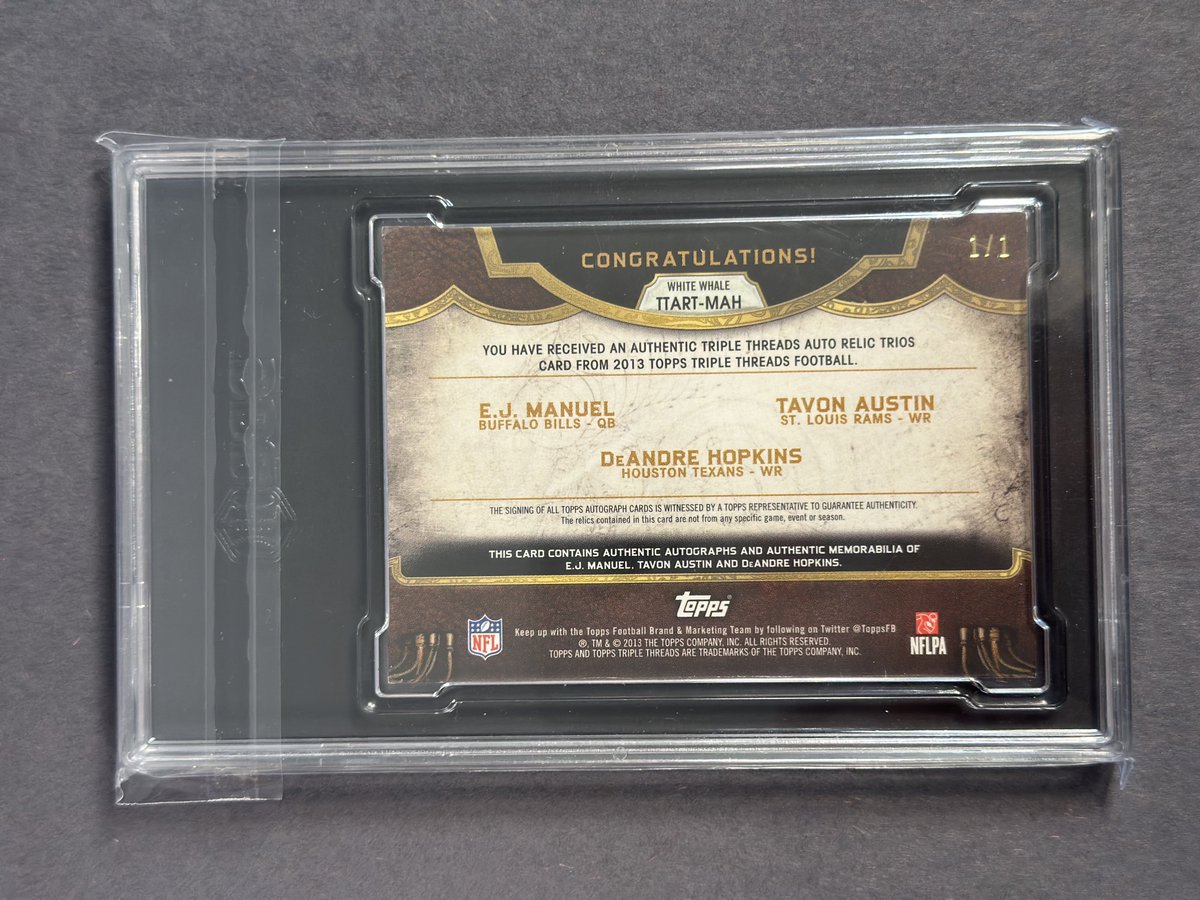 CONGRATULATIONS!
1/1
WHITE WHALE
TTART-MAH
YOU HAVE RECEIVED AN AUTHENTIC TRIPLE THREADS AUTO RELIC TRIOS
CARD FROM 2013 TOPPS TRIPLE THREADS FOOTBALL.
E.J. MANUEL
BUFFALO BILLS - QB
TAVON AUSTIN
ST. LOUIS RAMS - WR
DeANDRE HOPKINS
HOUSTON TEXANS - WR
THE SIGNING OF ALL TOPPS AUTOGRAPH CARDS IS WITNESSED BY A TOPPS REPRESENTATIVE TO GUARANTEE AUTHENTICITY.
The relics contained in this card are not from any specific game, event or season.
THIS CARD CONTAINS AUTHENTIC AUTOGRAPHS AND AUTHENTIC MEMORABILIA OF
E.J. MANUEL, TAVON AUSTIN AND DeANDRE HOPKINS.
Topps®
NFL
Keep up with the Topps Football Brand & Marketing Team by following on Twitter @ToppsFB
®, TM & © 2013 THE TOPPS COMPANY, INC. ALL RIGHTS RESERVED.
TOPPS AND TOPPS TRIPLE THREADS ARE TRADEMARKS OF THE TOPPS COMPANY, INC.
NFLPA